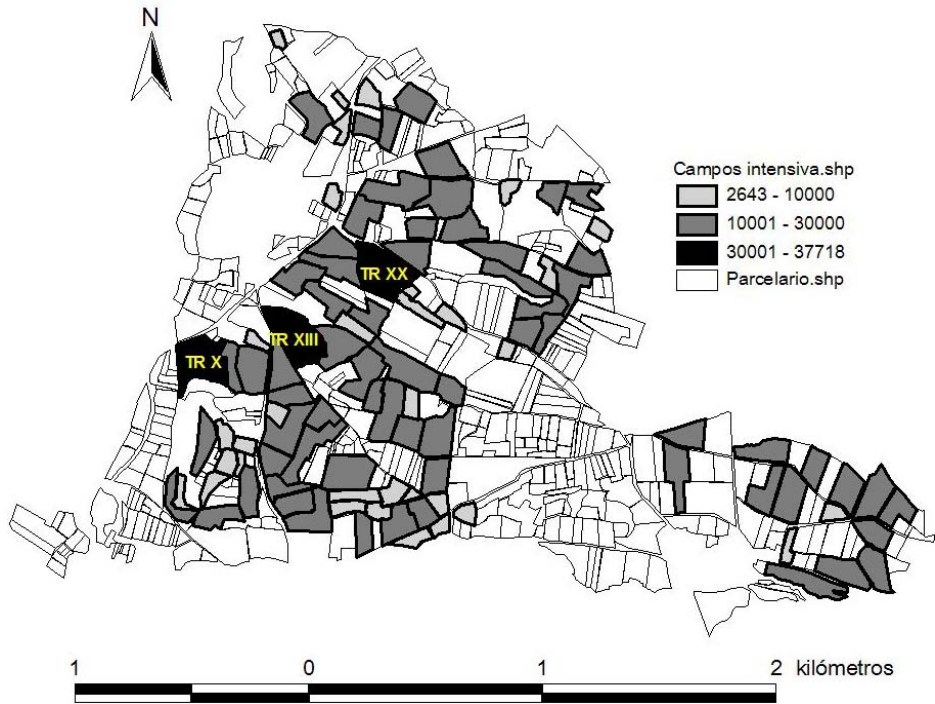 N
Campos intensiva.shp
2643 - 10000
10001 - 30000
30001 - 37718
Parcelario.shp
TR XX
TR XIII
TR X
1 0 1 2 kilómetros